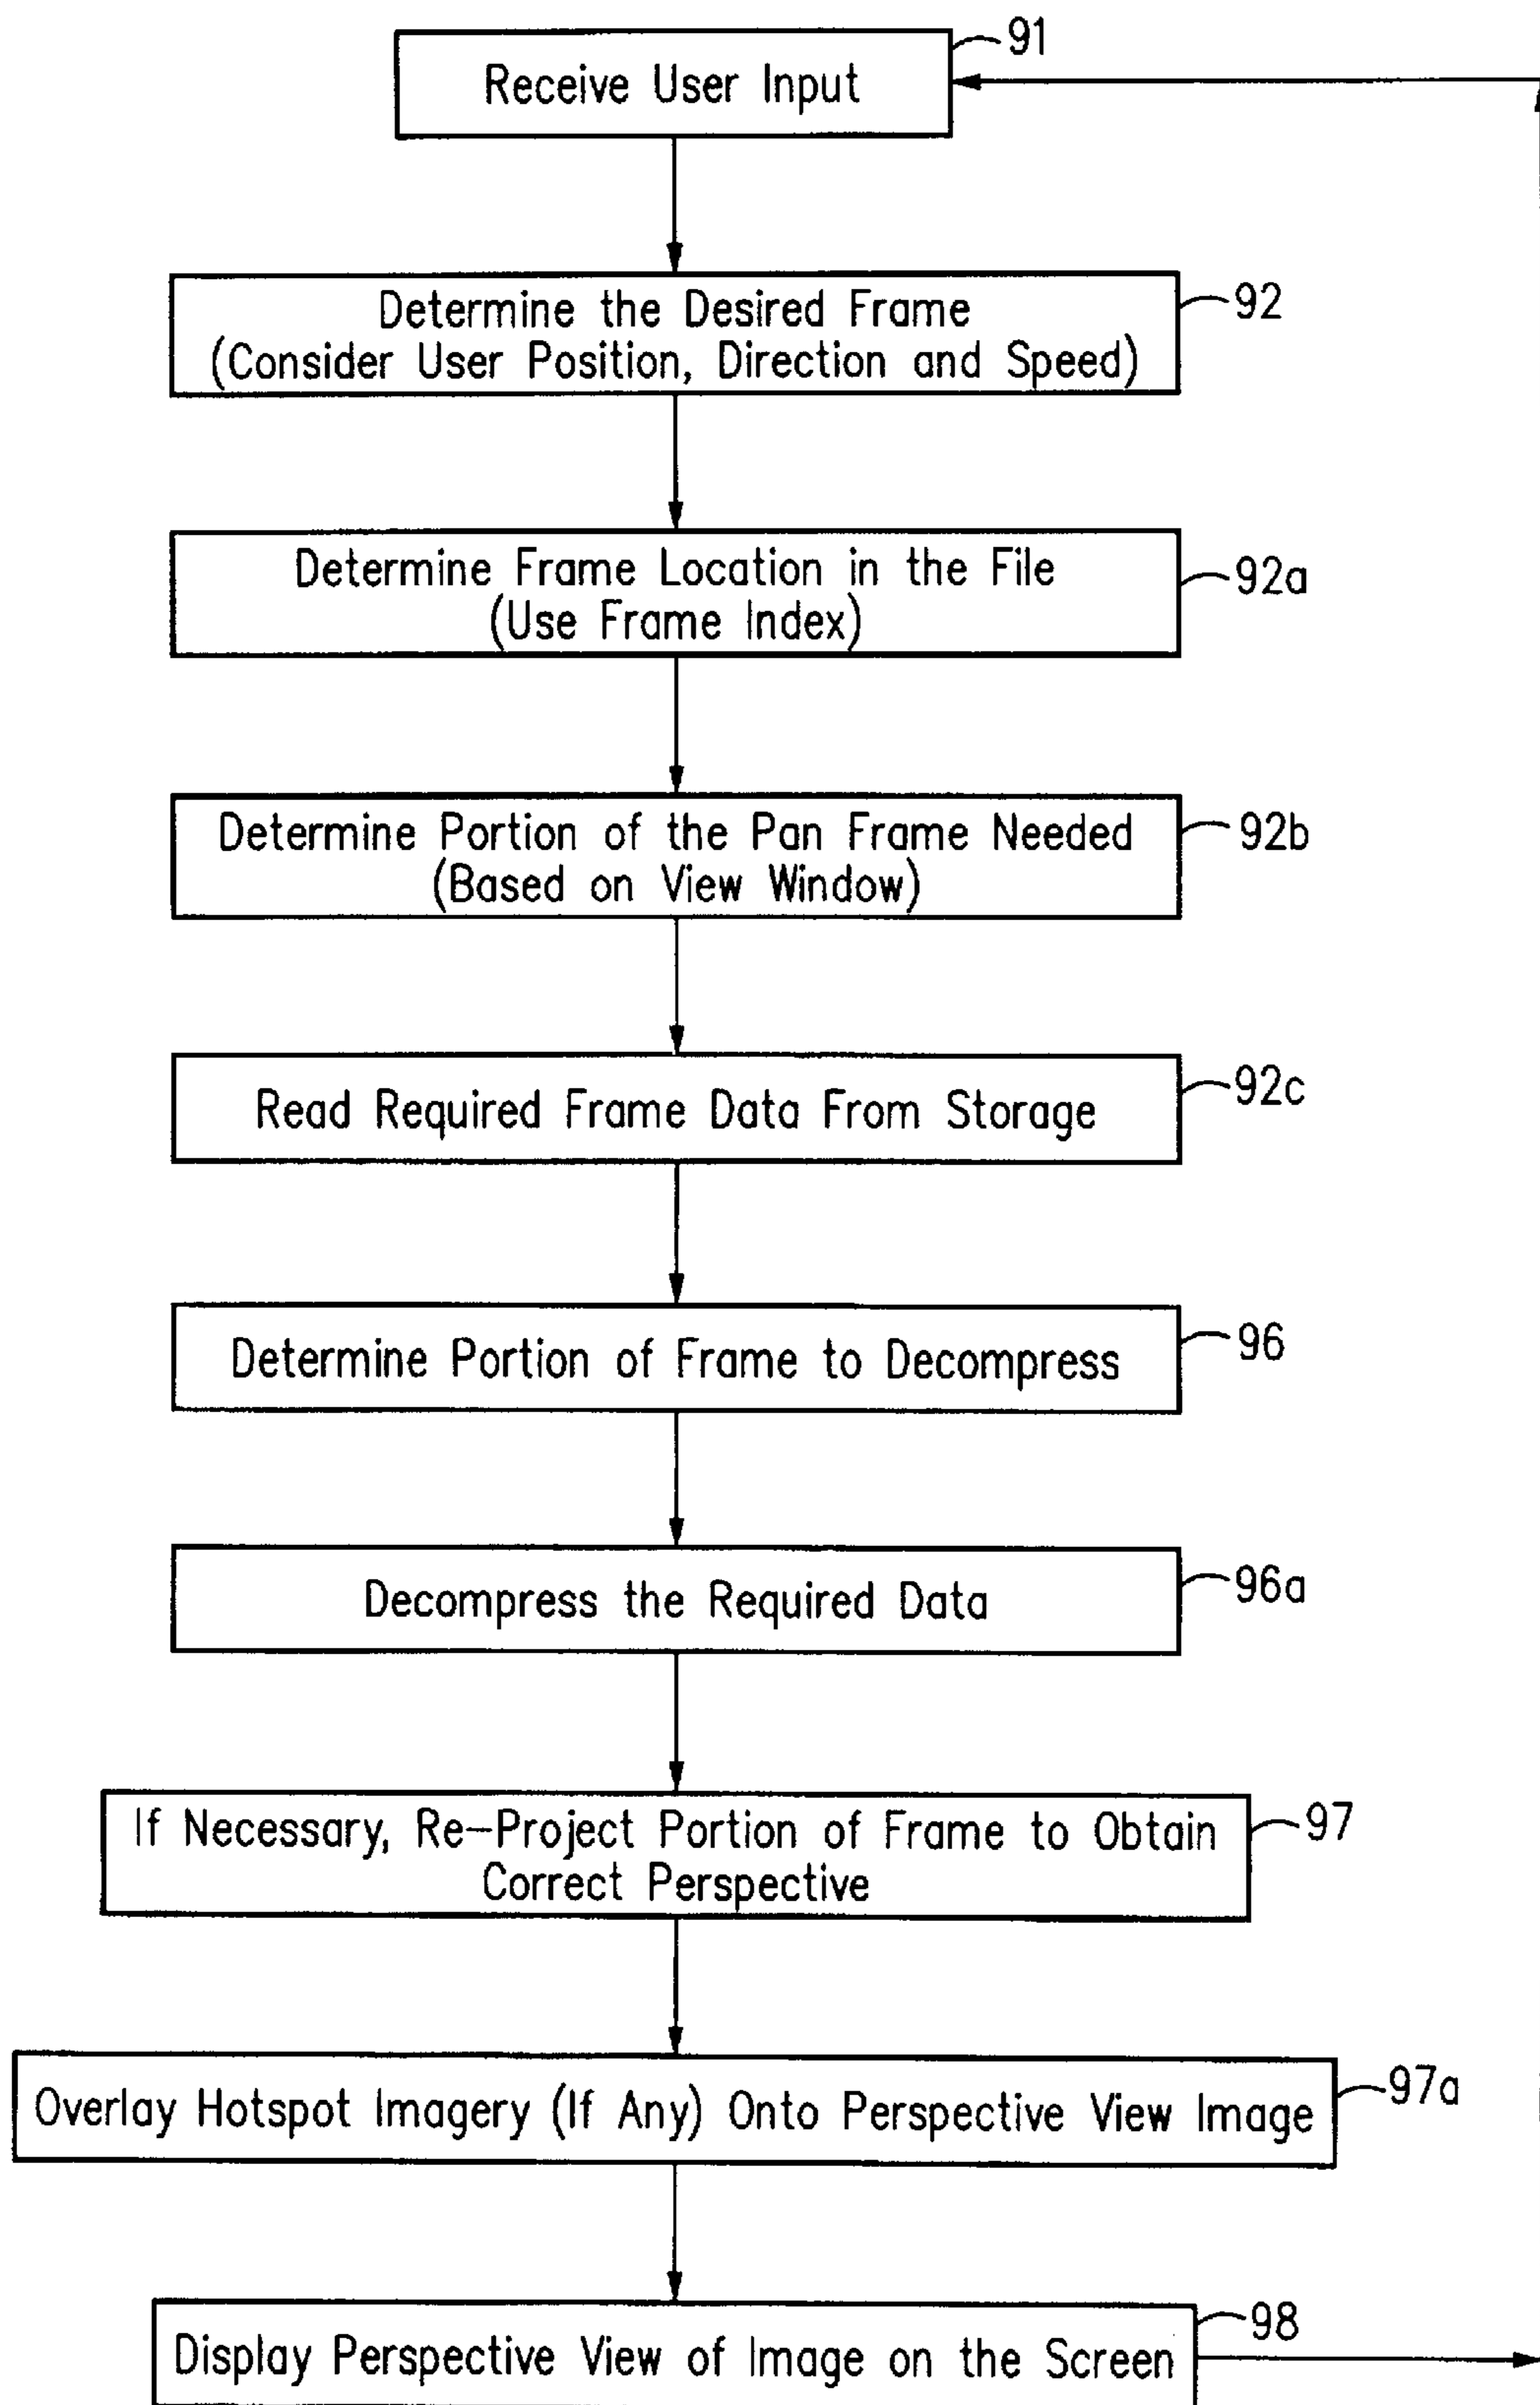 91
Receive User Input
92
Determine the Desired Frame
(Consider User Position, Direction and Speed)
92a
Determine Frame Location in the File
(Use Frame Index)
92b
Determine Portion of the Pan Frame Needed
(Based on View Window)
92c
Read Required Frame Data From Storage
96
Determine Portion of Frame to Decompress
96a
Decompress the Required Data
97
If Necessary, Re-Project Portion of Frame to Obtain
Correct Perspective
97a
Overlay Hotspot Imagery (If Any) Onto Perspective View Image
98
Display Perspective View of Image on the Screen